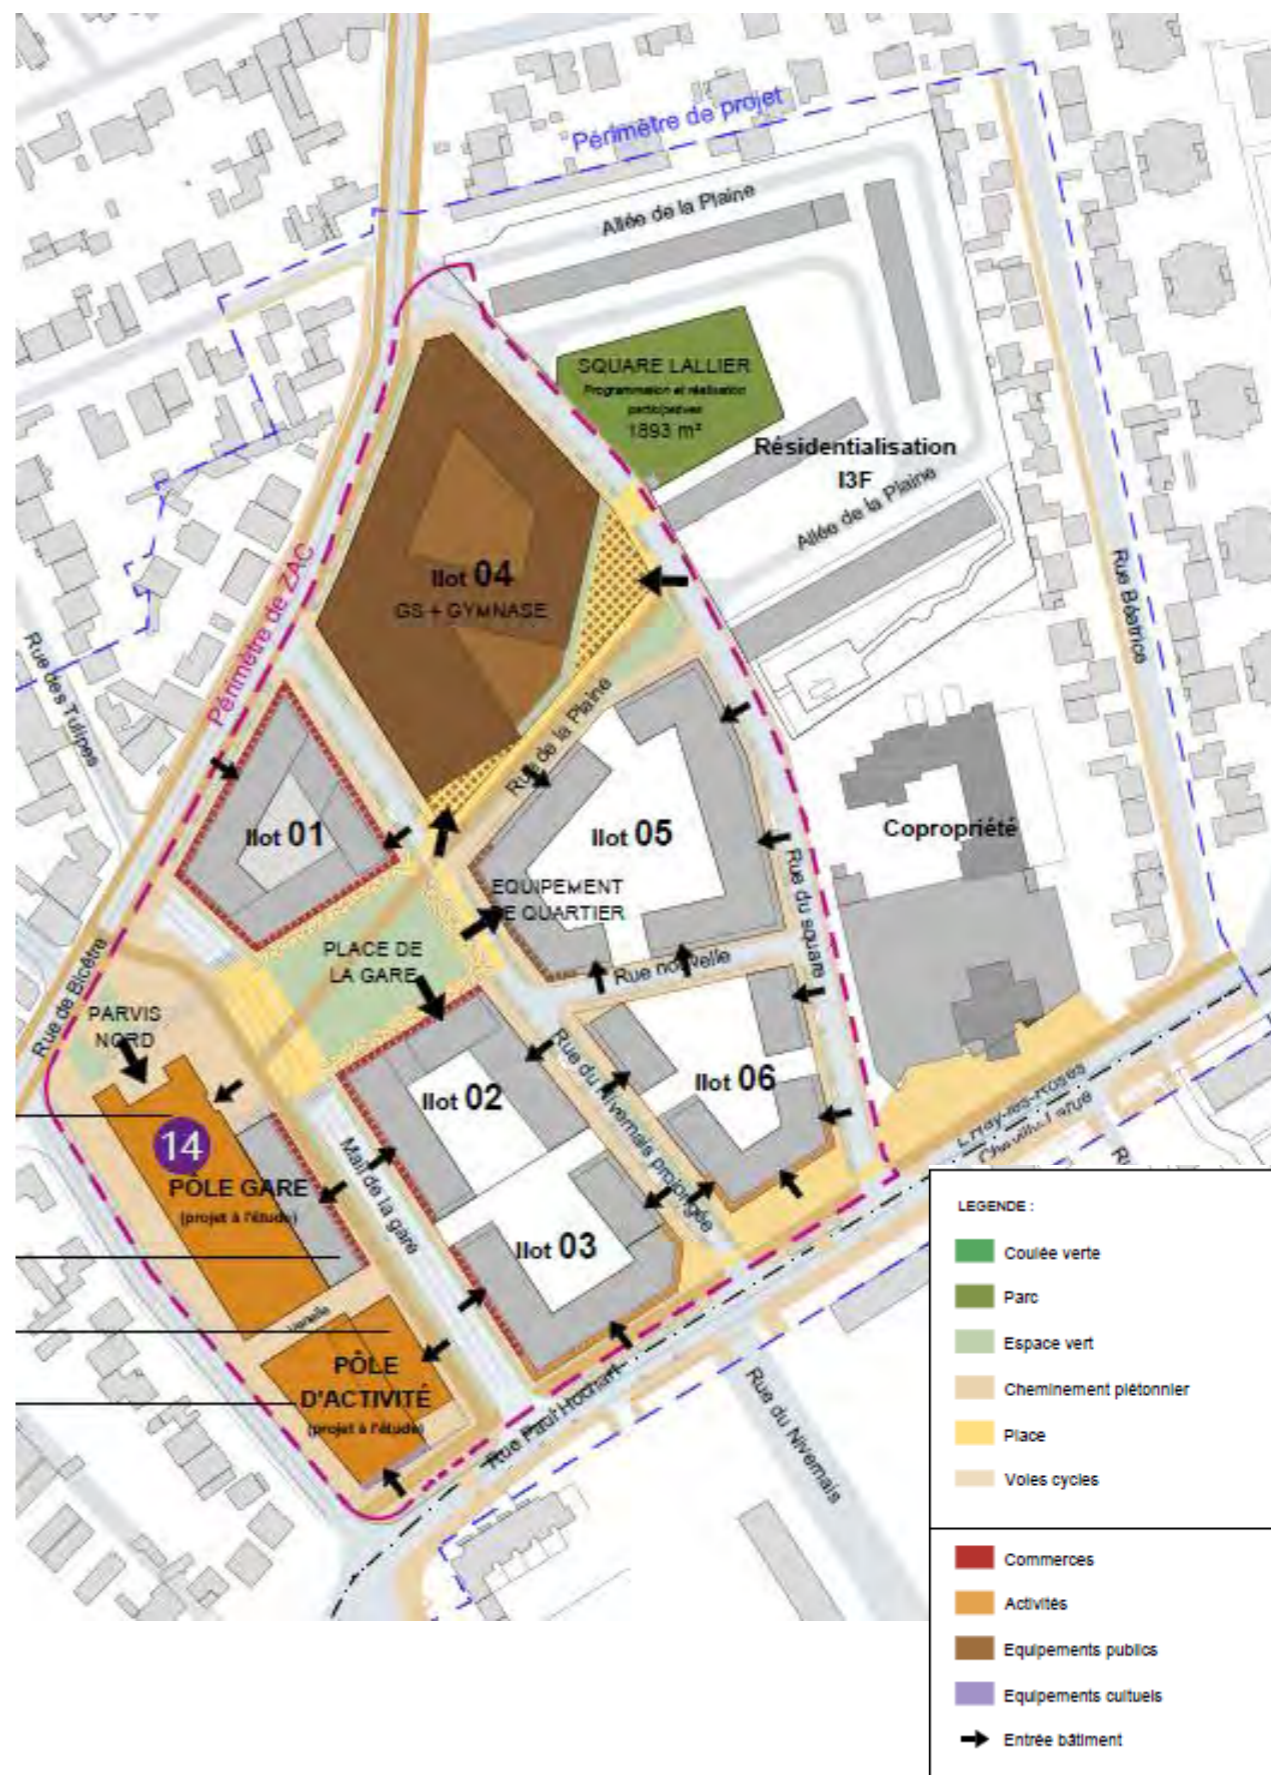 Périmètre de projet
Allée de la Plaine
SQUARE LALLIER
Programmation et réalisation
participatives
1893 m²
Résidentialisation
I3F
Allée de la Plaine
Rue Béatrice
Périmètre de ZAC
Ilot 04
GS + GYMNASE
Rue des Tulipes
Rue de la Plaine
Ilot 01
Ilot 05
Copropriété
Rue du square
EQUIPEMENT
DE QUARTIER
PLACE DE
LA GARE
Rue nouvelle
Rue de Bicêtre
PARVIS
NORD
Ilot 02
Rue du Nivernais prolongée
Ilot 06
L'Haÿ-les-Roses
Chevilly-Larue
14
PÔLE GARE
(projet à l'étude)
Mail de la gare
Ilot 03
Venelle
PÔLE
D'ACTIVITÉ
(projet à l'étude)
Rue Paul Hochart
Rue du Nivernais
LEGENDE :
Coulée verte
Parc
Espace vert
Cheminement piétonnier
Place
Voies cycles
Commerces
Activités
Equipements publics
Equipements cultuels
Entrée bâtiment